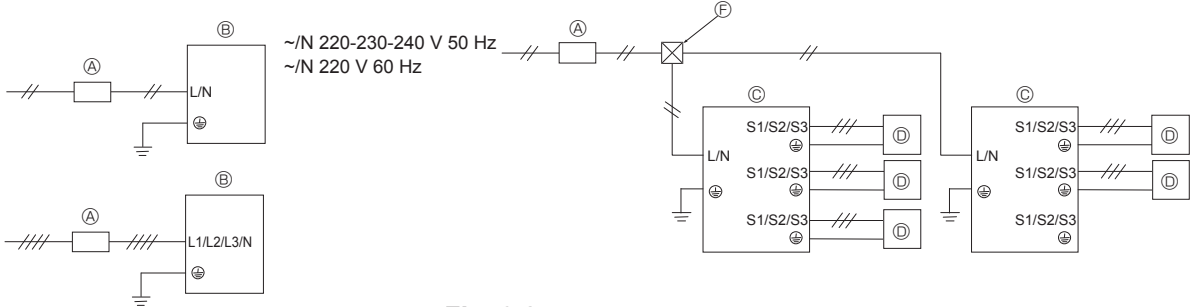 Ⓑ
~/N 220-230-240 V 50 Hz
~/N 220 V 60 Hz
Ⓐ
L/N
Ⓑ
Ⓐ
L1/L2/L3/N
Ⓕ
Ⓐ
Ⓒ
L/N
S1/S2/S3
Ⓓ
S1/S2/S3
Ⓓ
S1/S2/S3
Ⓓ
Ⓒ
L/N
S1/S2/S3
Ⓓ
S1/S2/S3
Ⓓ
S1/S2/S3